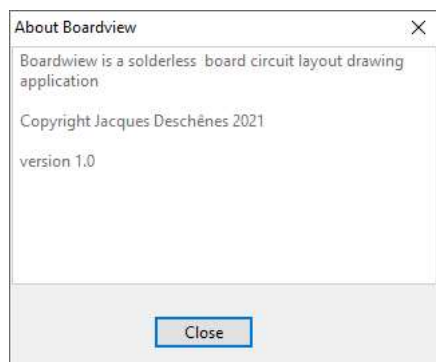 About Boardview
Boardwiew is a solderless  board circuit layout drawing
application
Copyright Jacques Deschênes 2021
version 1.0
Close